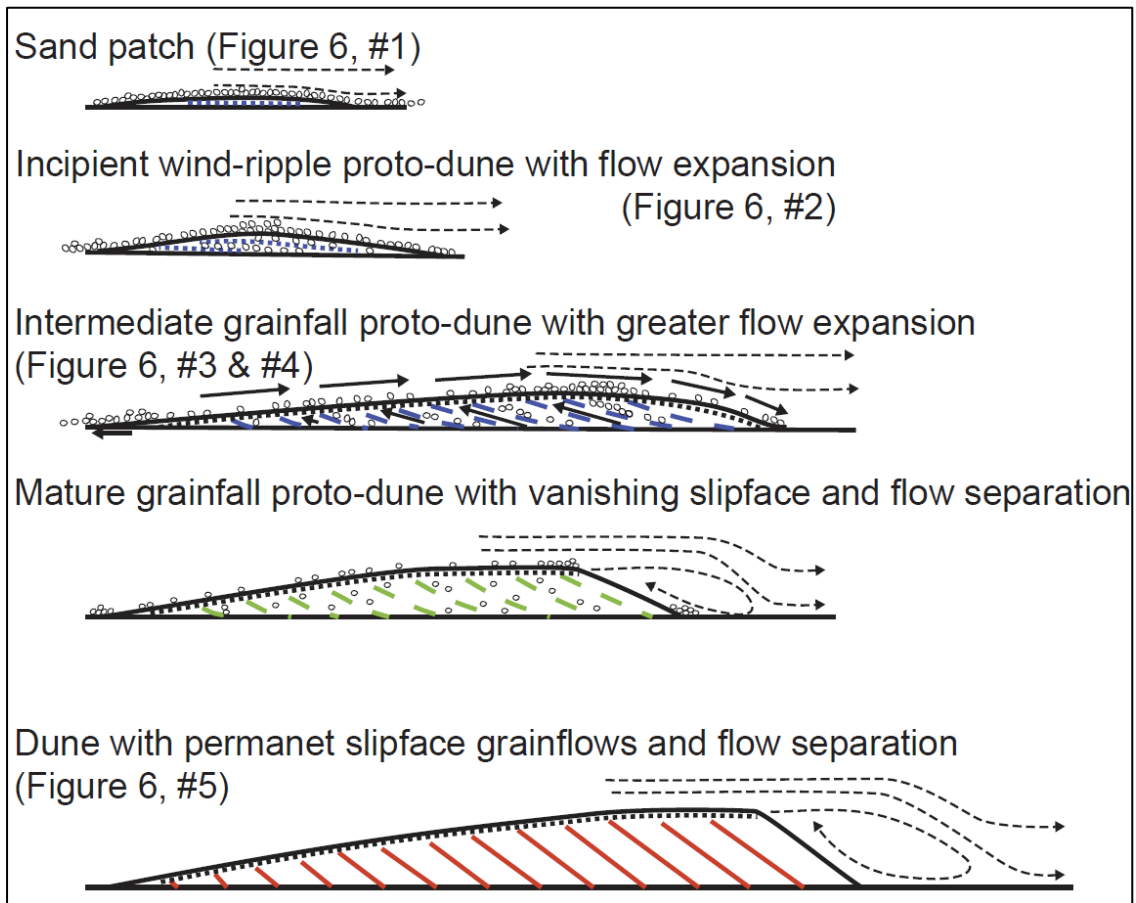 Sand patch (Figure 6, #1)
Incipient wind-ripple proto-dune with flow expansion
(Figure 6, #2)
Intermediate grainfall proto-dune with greater flow expansion
(Figure 6, #3 & #4)
Mature grainfall proto-dune with vanishing slipface and flow separation
Dune with permanet slipface grainflows and flow separation
(Figure 6, #5)